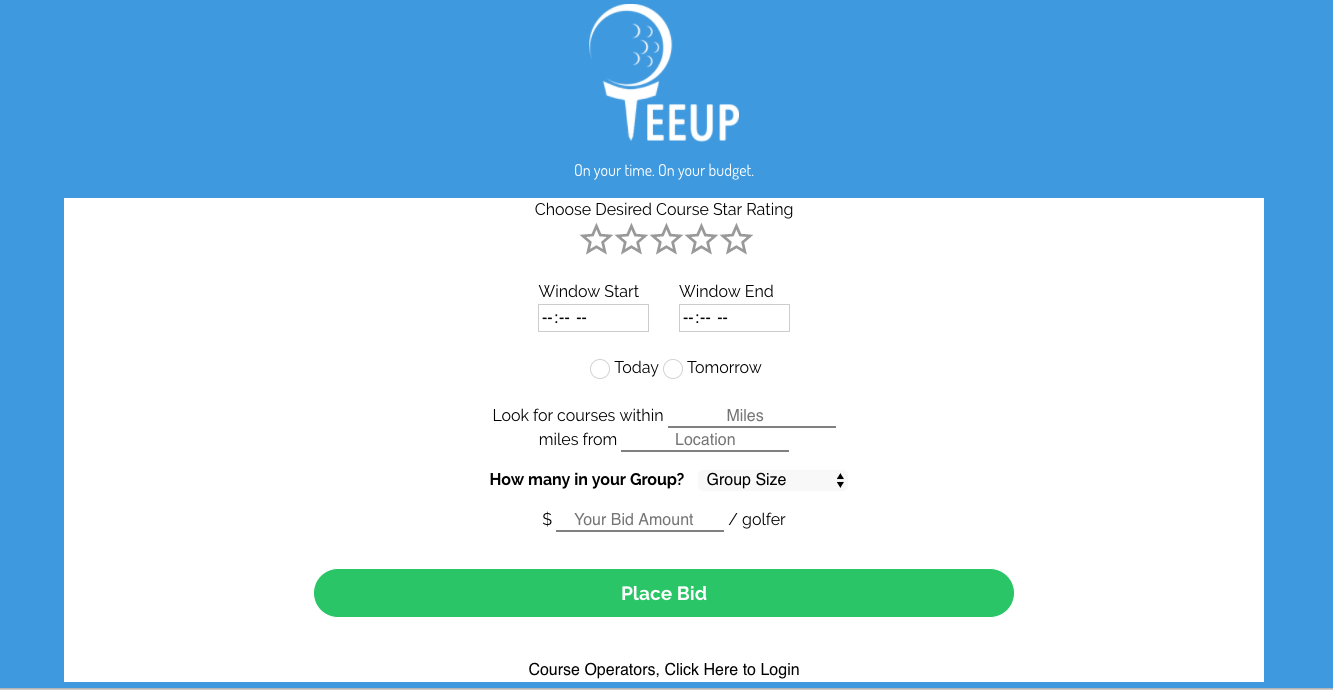 TEEUP
On your time. On your budget.
Choose Desired Course Star Rating
Window Start Window End
--:-- -- --:-- --
Today Tomorrow
Look for courses within Miles
miles from Location
How many in your Group? Group Size
$ Your Bid Amount / golfer
Place Bid
Course Operators, Click Here to Login